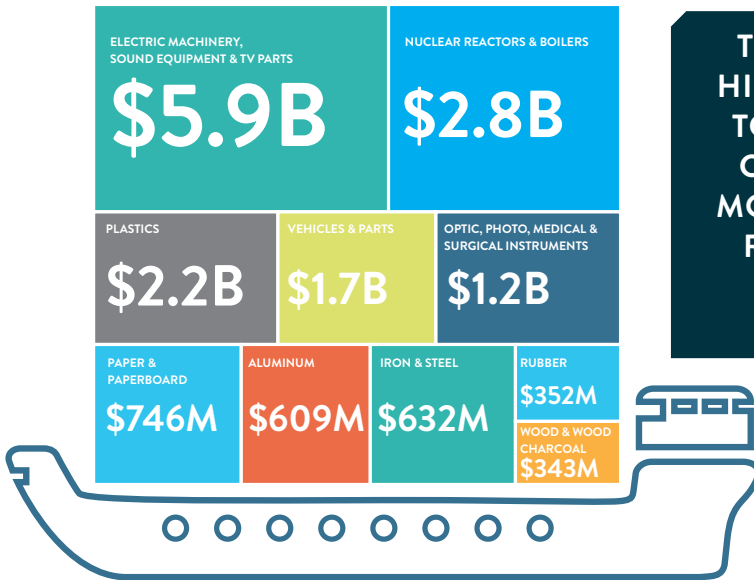 ELECTRIC MACHINERY,
SOUND EQUIPMENT & TV PARTS
$5.9B
NUCLEAR REACTORS & BOILERS
$2.8B
PLASTICS
$2.2B
VEHICLES & PARTS
$1.7B
OPTIC, PHOTO, MEDICAL &
SURGICAL INSTRUMENTS
$1.2B
PAPER &
PAPERBOARD
$746M
ALUMINUM
$609M
IRON & STEEL
$632M
RUBBER
$352M
WOOD & WOOD
CHARCOAL
$343M